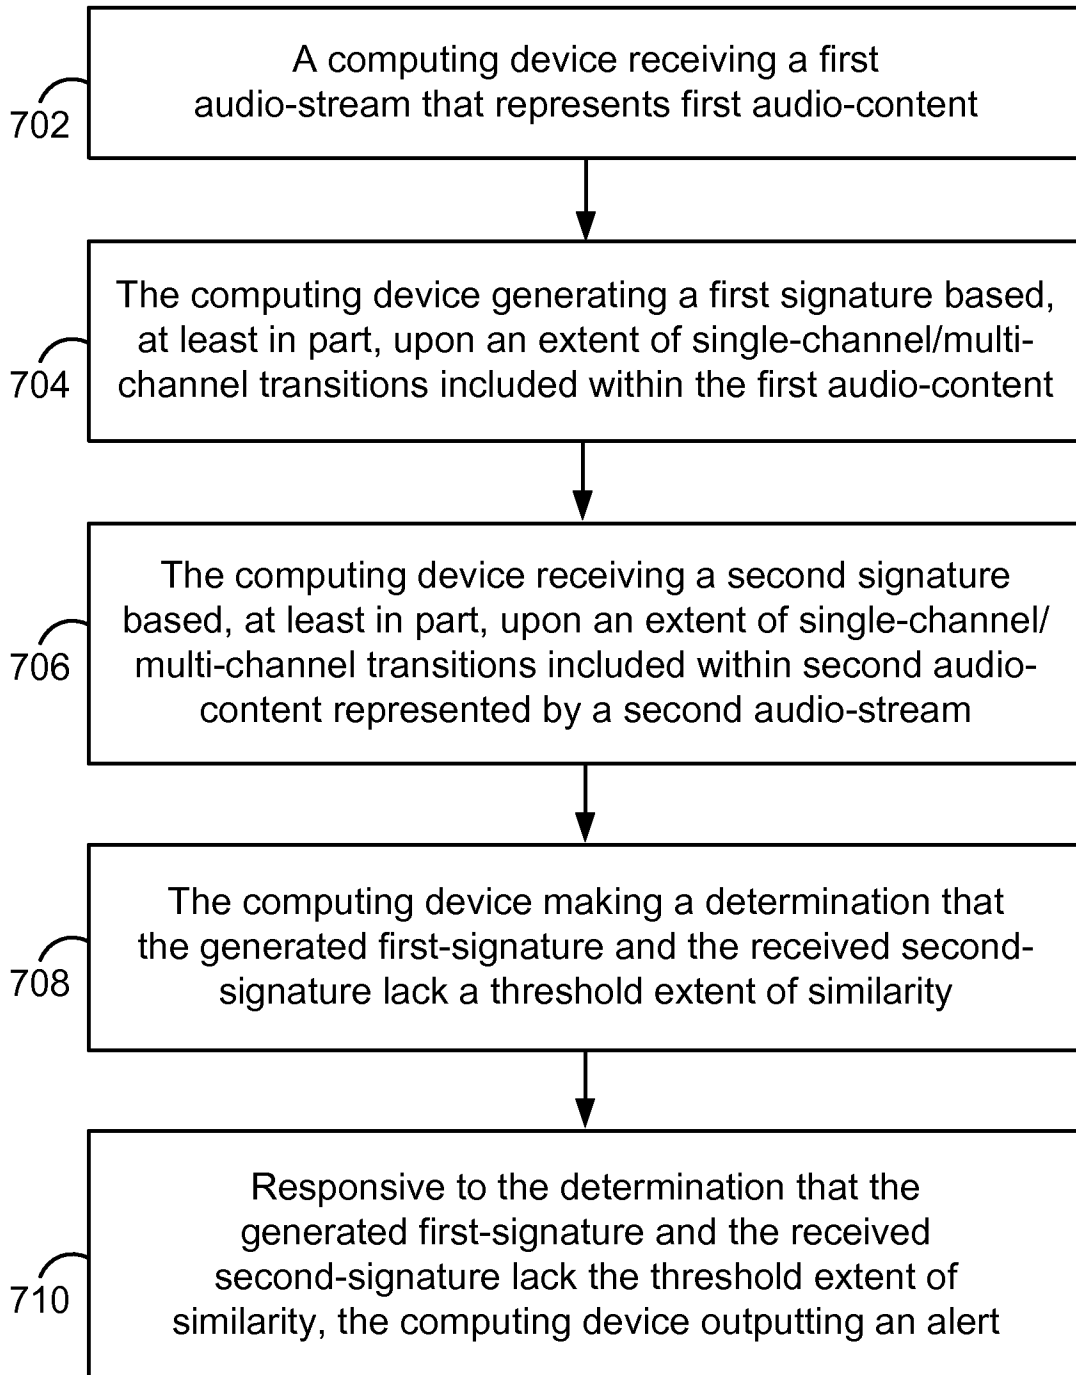 A computing device receiving a first
audio-stream that represents first audio-content
702
The computing device generating a first signature based,
at least in part, upon an extent of single-channel/multi-
channel transitions included within the first audio-content
704
The computing device receiving a second signature
based, at least in part, upon an extent of single-channel/
multi-channel transitions included within second audio-
content represented by a second audio-stream
706
The computing device making a determination that
the generated first-signature and the received second-
signature lack a threshold extent of similarity
708
Responsive to the determination that the
generated first-signature and the received
second-signature lack the threshold extent of
similarity, the computing device outputting an alert
710